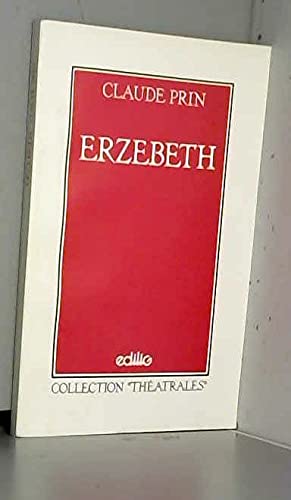 CLAUDE PRIN
ERZEBETH
edilig
COLLECTION "THÉATRALES"